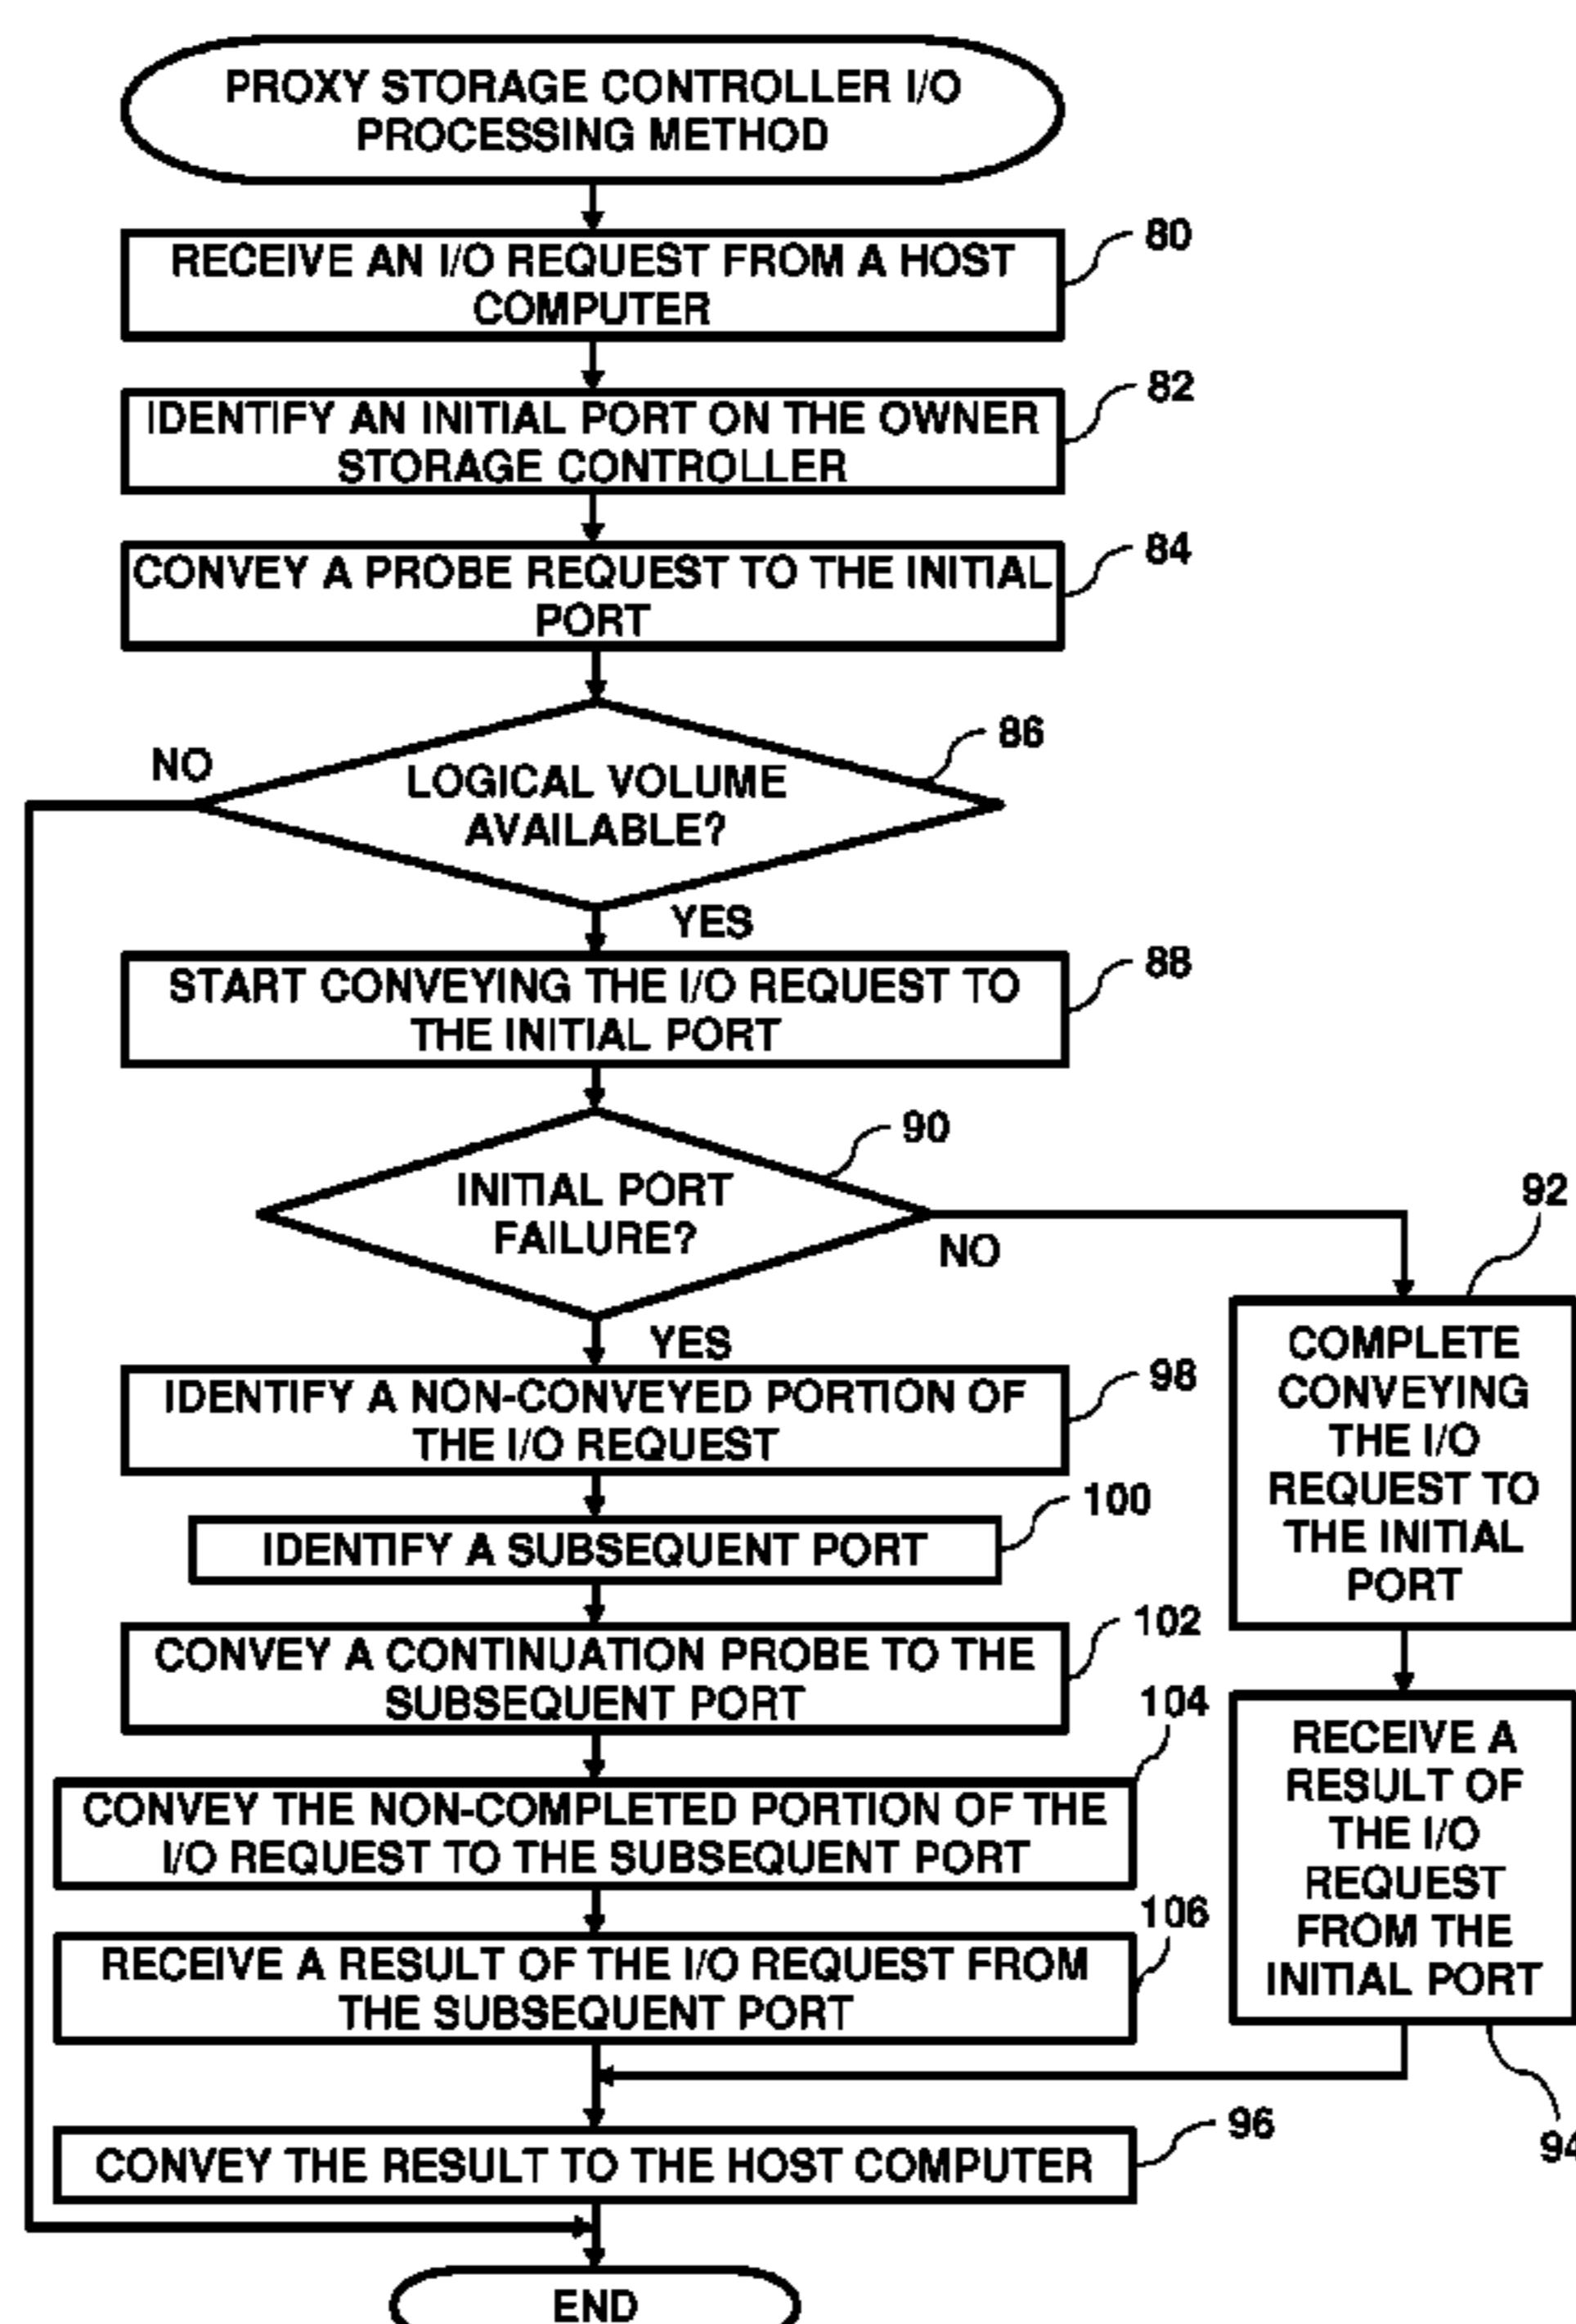 PROXY STORAGE CONTROLLER I/O
PROCESSING METHOD
80
RECEIVE AN I/O REQUEST FROM A HOST
COMPUTER
82
IDENTIFY AN INITIAL PORT ON THE OWNER
STORAGE CONTROLLER
84
CONVEY A PROBE REQUEST TO THE INITIAL
PORT
86
NO
LOGICAL VOLUME
AVAILABLE?
YES
88
START CONVEYING THE I/O REQUEST TO
THE INITIAL PORT
90
INITIAL PORT
FAILURE?
NO
YES
92
COMPLETE
CONVEYING
THE I/O
REQUEST TO
THE INITIAL
PORT
98
IDENTIFY A NON-CONVEYED PORTION OF
THE I/O REQUEST
100
IDENTIFY A SUBSEQUENT PORT
102
CONVEY A CONTINUATION PROBE TO THE
SUBSEQUENT PORT
104
CONVEY THE NON-COMPLETED PORTION OF THE
I/O REQUEST TO THE SUBSEQUENT PORT
106
RECEIVE A RESULT OF THE I/O REQUEST FROM
THE SUBSEQUENT PORT
RECEIVE A
RESULT OF
THE I/O
REQUEST
FROM THE
INITIAL PORT
94
96
CONVEY THE RESULT TO THE HOST COMPUTER
END